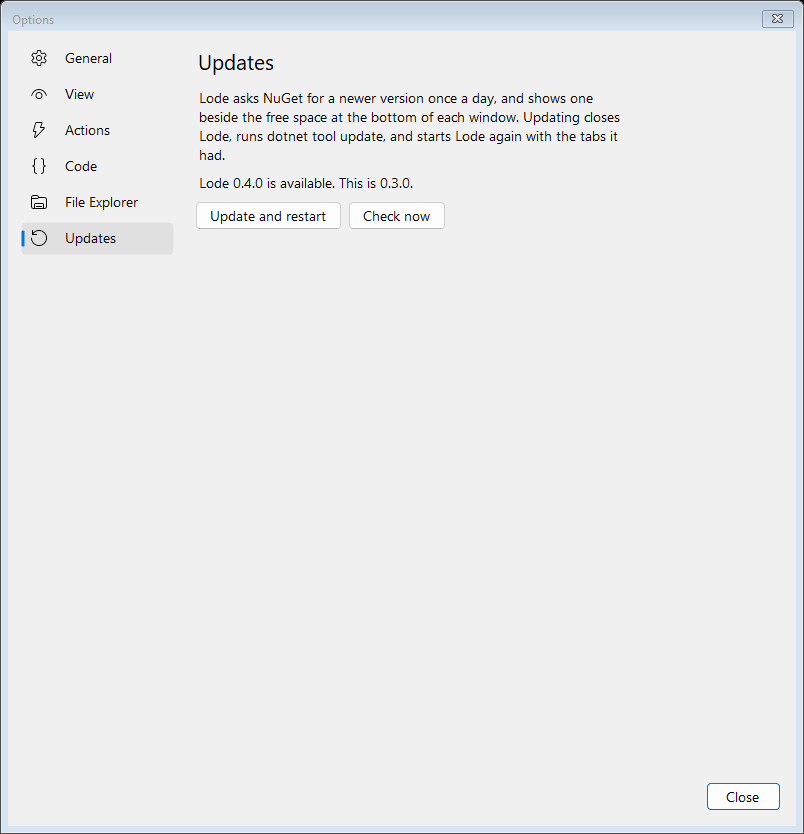 Options
General
View
Actions
Code
File Explorer
Updates
Updates
Lode asks NuGet for a newer version once a day, and shows one
beside the free space at the bottom of each window. Updating closes
Lode, runs dotnet tool update, and starts Lode again with the tabs it
had.
Lode 0.4.0 is available. This is 0.3.0.
Update and restart
Check now
Close